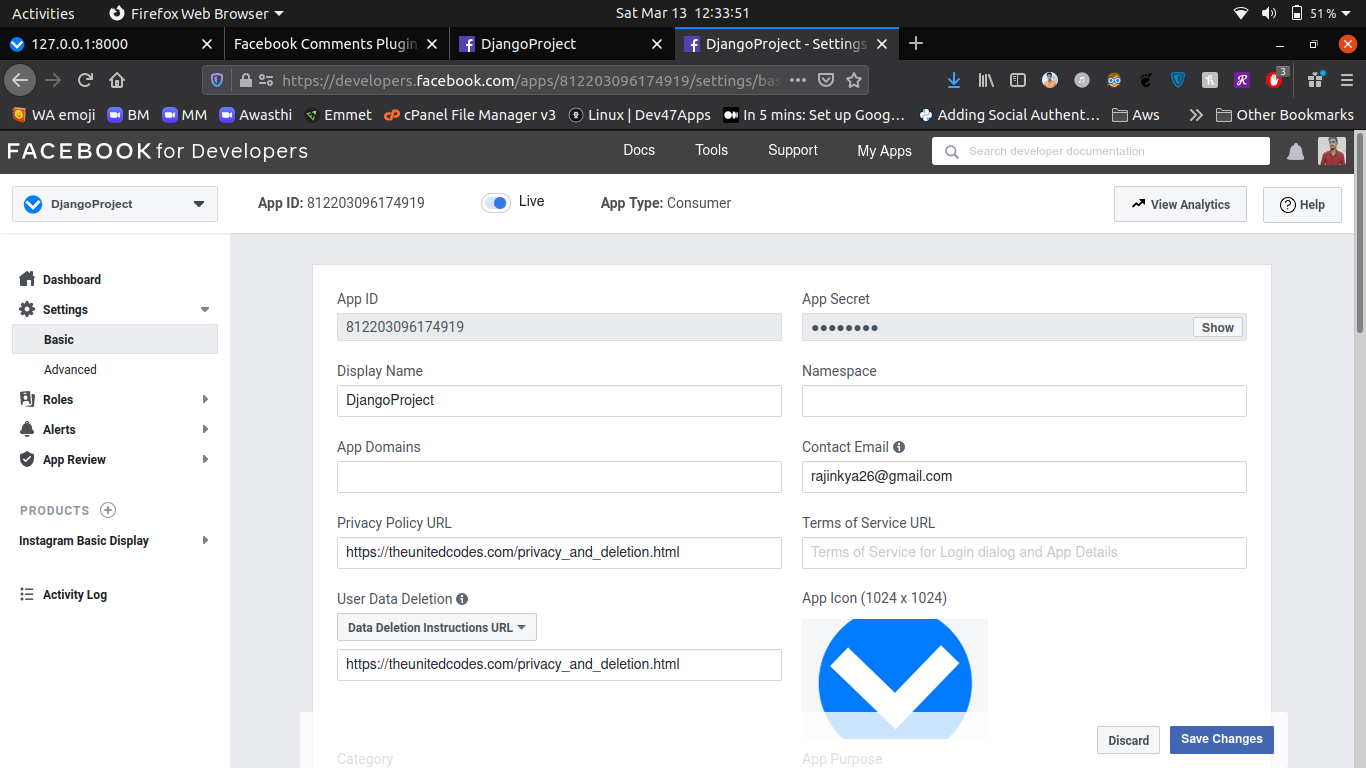 Activities Firefox Web Browser Sat Mar 13 12:33:51 51%
127.0.0.1:8000 Facebook Comments Plugin DjangoProject DjangoProject - Settings
https://developers.facebook.com/apps/812203096174919/settings/bas 3
WA emoji BM MM Awasthi Emmet cPanel File Manager v3 Linux | Dev47Apps In 5 mins: Set up Goog… Adding Social Authent… Aws Other Bookmarks
FACEBOOK for Developers Docs Tools Support My Apps Search developer documentation
DjangoProject App ID: 812203096174919 Live App Type: Consumer View Analytics Help
Dashboard
Settings
Basic
Advanced
Roles
Alerts
App Review
PRODUCTS
Instagram Basic Display
Activity Log
App ID App Secret
812203096174919 ●●●●●●●● Show
Display Name Namespace
DjangoProject
App Domains Contact Email
rajinkya26@gmail.com
Privacy Policy URL Terms of Service URL
https://theunitedcodes.com/privacy_and_deletion.html Terms of Service for Login dialog and App Details
User Data Deletion App Icon (1024 x 1024)
Data Deletion Instructions URL
https://theunitedcodes.com/privacy_and_deletion.html
Discard Save Changes
Category App Purpose